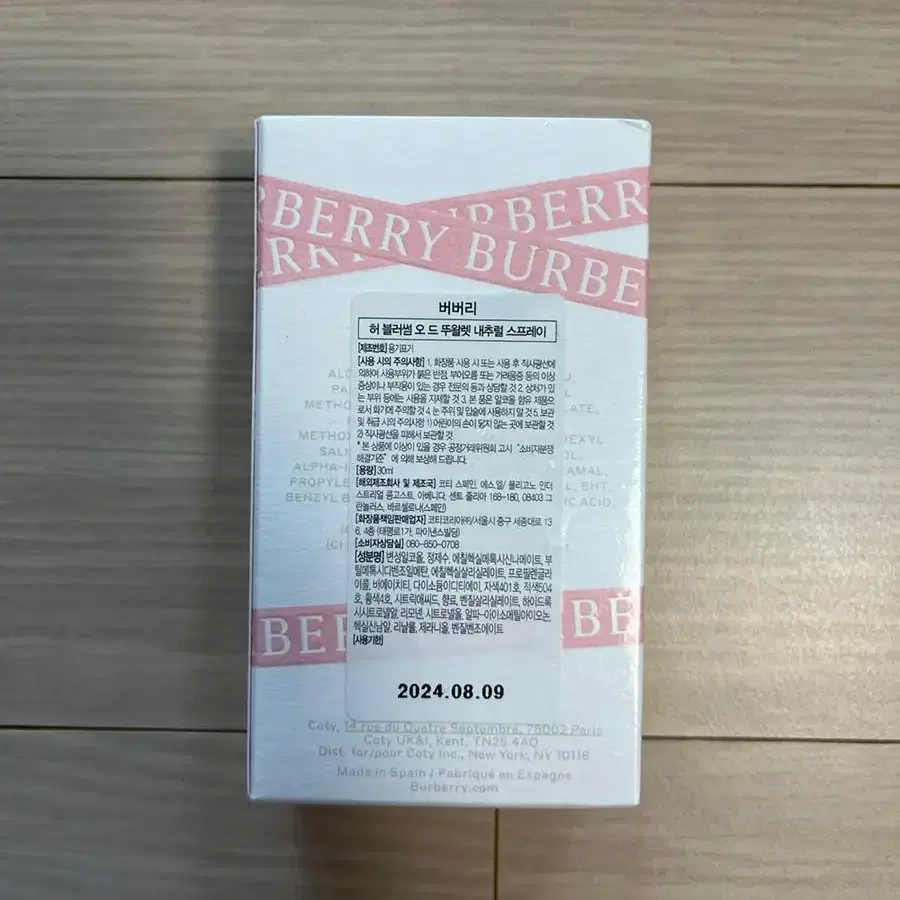 BURBERR
RBERRY BURBE
ERRY
버버리
허 블러썸 오 드 뚜왈렛 내추럴 스프레이
[제조번호] 용기표기
[사용 시의 주의사항] 1. 화장품 사용 시 또는 사용 후 직사광선에
의하여 사용부위가 붉은 반점, 부어오름 또는 가려움증 등의 이상
증상이나 부작용이 있는 경우 전문의 등과 상담할 것 2. 상처가 있
는 부위 등에는 사용을 자제할 것 3. 본 품은 알코올 함유 제품으
로서 화기에 주의할 것 4. 눈 주위 및 입술에 사용하지 말 것 5. 보관
및 취급 시의 주의사항 1) 어린이의 손이 닿지 않는 곳에 보관할 것
2) 직사광선을 피해서 보관할 것
* 본 상품에 이상이 있을 경우 공정거래위원회 고시 "소비자분쟁
해결기준" 에 의해 보상해 드립니다.
[용량] 30ml
[해외제조회사 및 제조국] 코티 스페인, 에스.엘/ 폴리고노 인더
스트리얼 콩고스트, 아베니다. 센트 줄리아 168-180, 08403 그
란놀러스, 바르셀로나(스페인)
[화장품책임판매업자] 코티코리아㈜/서울시 중구 세종대로 13
6, 4층 (태평로1가, 파이낸스빌딩)
[소비자상담실] 080-850-0708
[성분명] 변성알코올, 정제수, 에칠헥실메톡시신나메이트, 부
틸메톡시디벤조일메탄, 에칠헥실살리실레이트, 프로필렌글라
이콜, 비에이치티, 다이소듐이디티에이, 자색401호, 적색504
호, 황색4호, 시트릭애씨드, 향료, 벤질살리실레이트, 하이드록
시시트로넬알, 리모넨, 시트로넬올, 알파-아이소메틸아이오논,
헥실신남알, 리날룰, 제라니올, 벤질벤조에이트
[사용기한]
BER
BE
2024.08.09
Coty, 14 rue du Quatre Septembre, 75002 Paris
Coty UK&I, Kent, TN25 4AQ
Dist. for/pour Coty Inc., New York, NY 10118
Made in Spain / Fabriqué en Espagne
Burberry.com